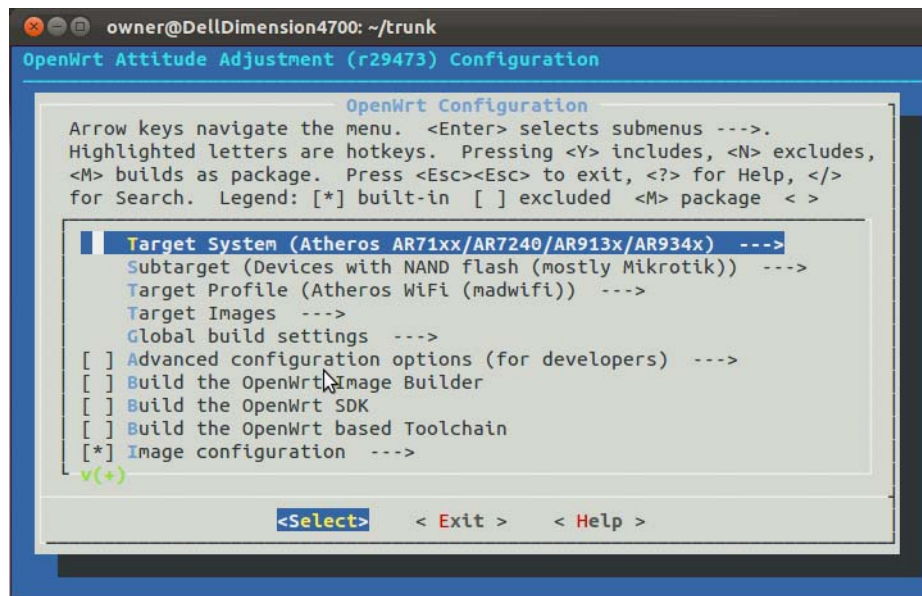 owner@DellDimension4700: ~/trunk
OpenWrt Attitude Adjustment (r29473) Configuration
OpenWrt Configuration
Arrow keys navigate the menu.  <Enter> selects submenus --->.
Highlighted letters are hotkeys.  Pressing <Y> includes, <N> excludes,
<M> builds as package.  Press <Esc><Esc> to exit, <?> for Help, </>
for Search.  Legend: [*] built-in  [ ] excluded  <M> package  < >
Target System (Atheros AR71xx/AR7240/AR913x/AR934x)  --->
Subtarget (Devices with NAND flash (mostly Mikrotik))  --->
Target Profile (Atheros WiFi (madwifi))  --->
Target Images  --->
Global build settings  --->
[ ] Advanced configuration options (for developers)  --->
[ ] Build the OpenWrt Image Builder
[ ] Build the OpenWrt SDK
[ ] Build the OpenWrt based Toolchain
[*] Image configuration  --->
v(+)
<Select>    < Exit >    < Help >